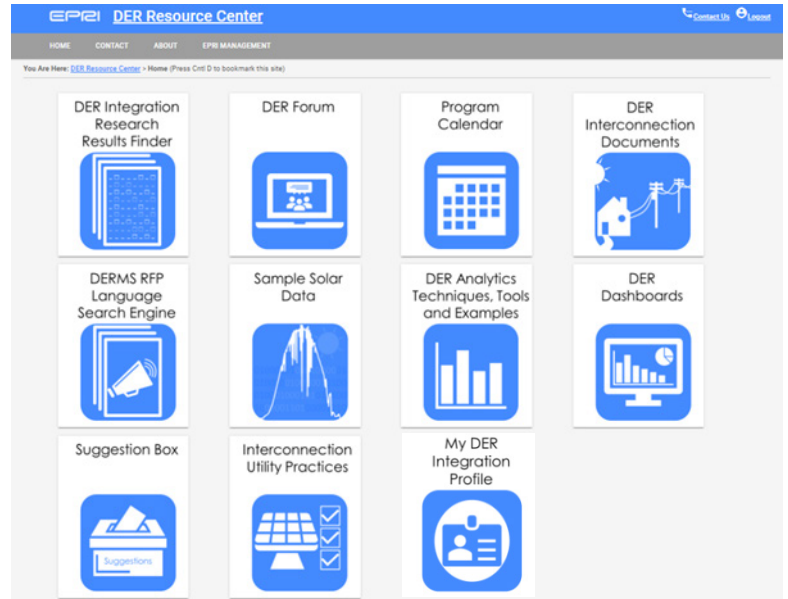 EPRI DER Resource Center
Contact Us Logout
HOME CONTACT ABOUT EPRI MANAGEMENT
You Are Here: DER Resource Center > Home (Press Cntl D to bookmark this site)
DER Integration
Research
Results Finder
DER Forum
Program
Calendar
DER
Interconnection
Documents
DERMS RFP
Language
Search Engine
Sample Solar
Data
DER Analytics
Techniques, Tools
and Examples
DER
Dashboards
Suggestion Box
Suggestions
Interconnection
Utility Practices
My DER
Integration
Profile